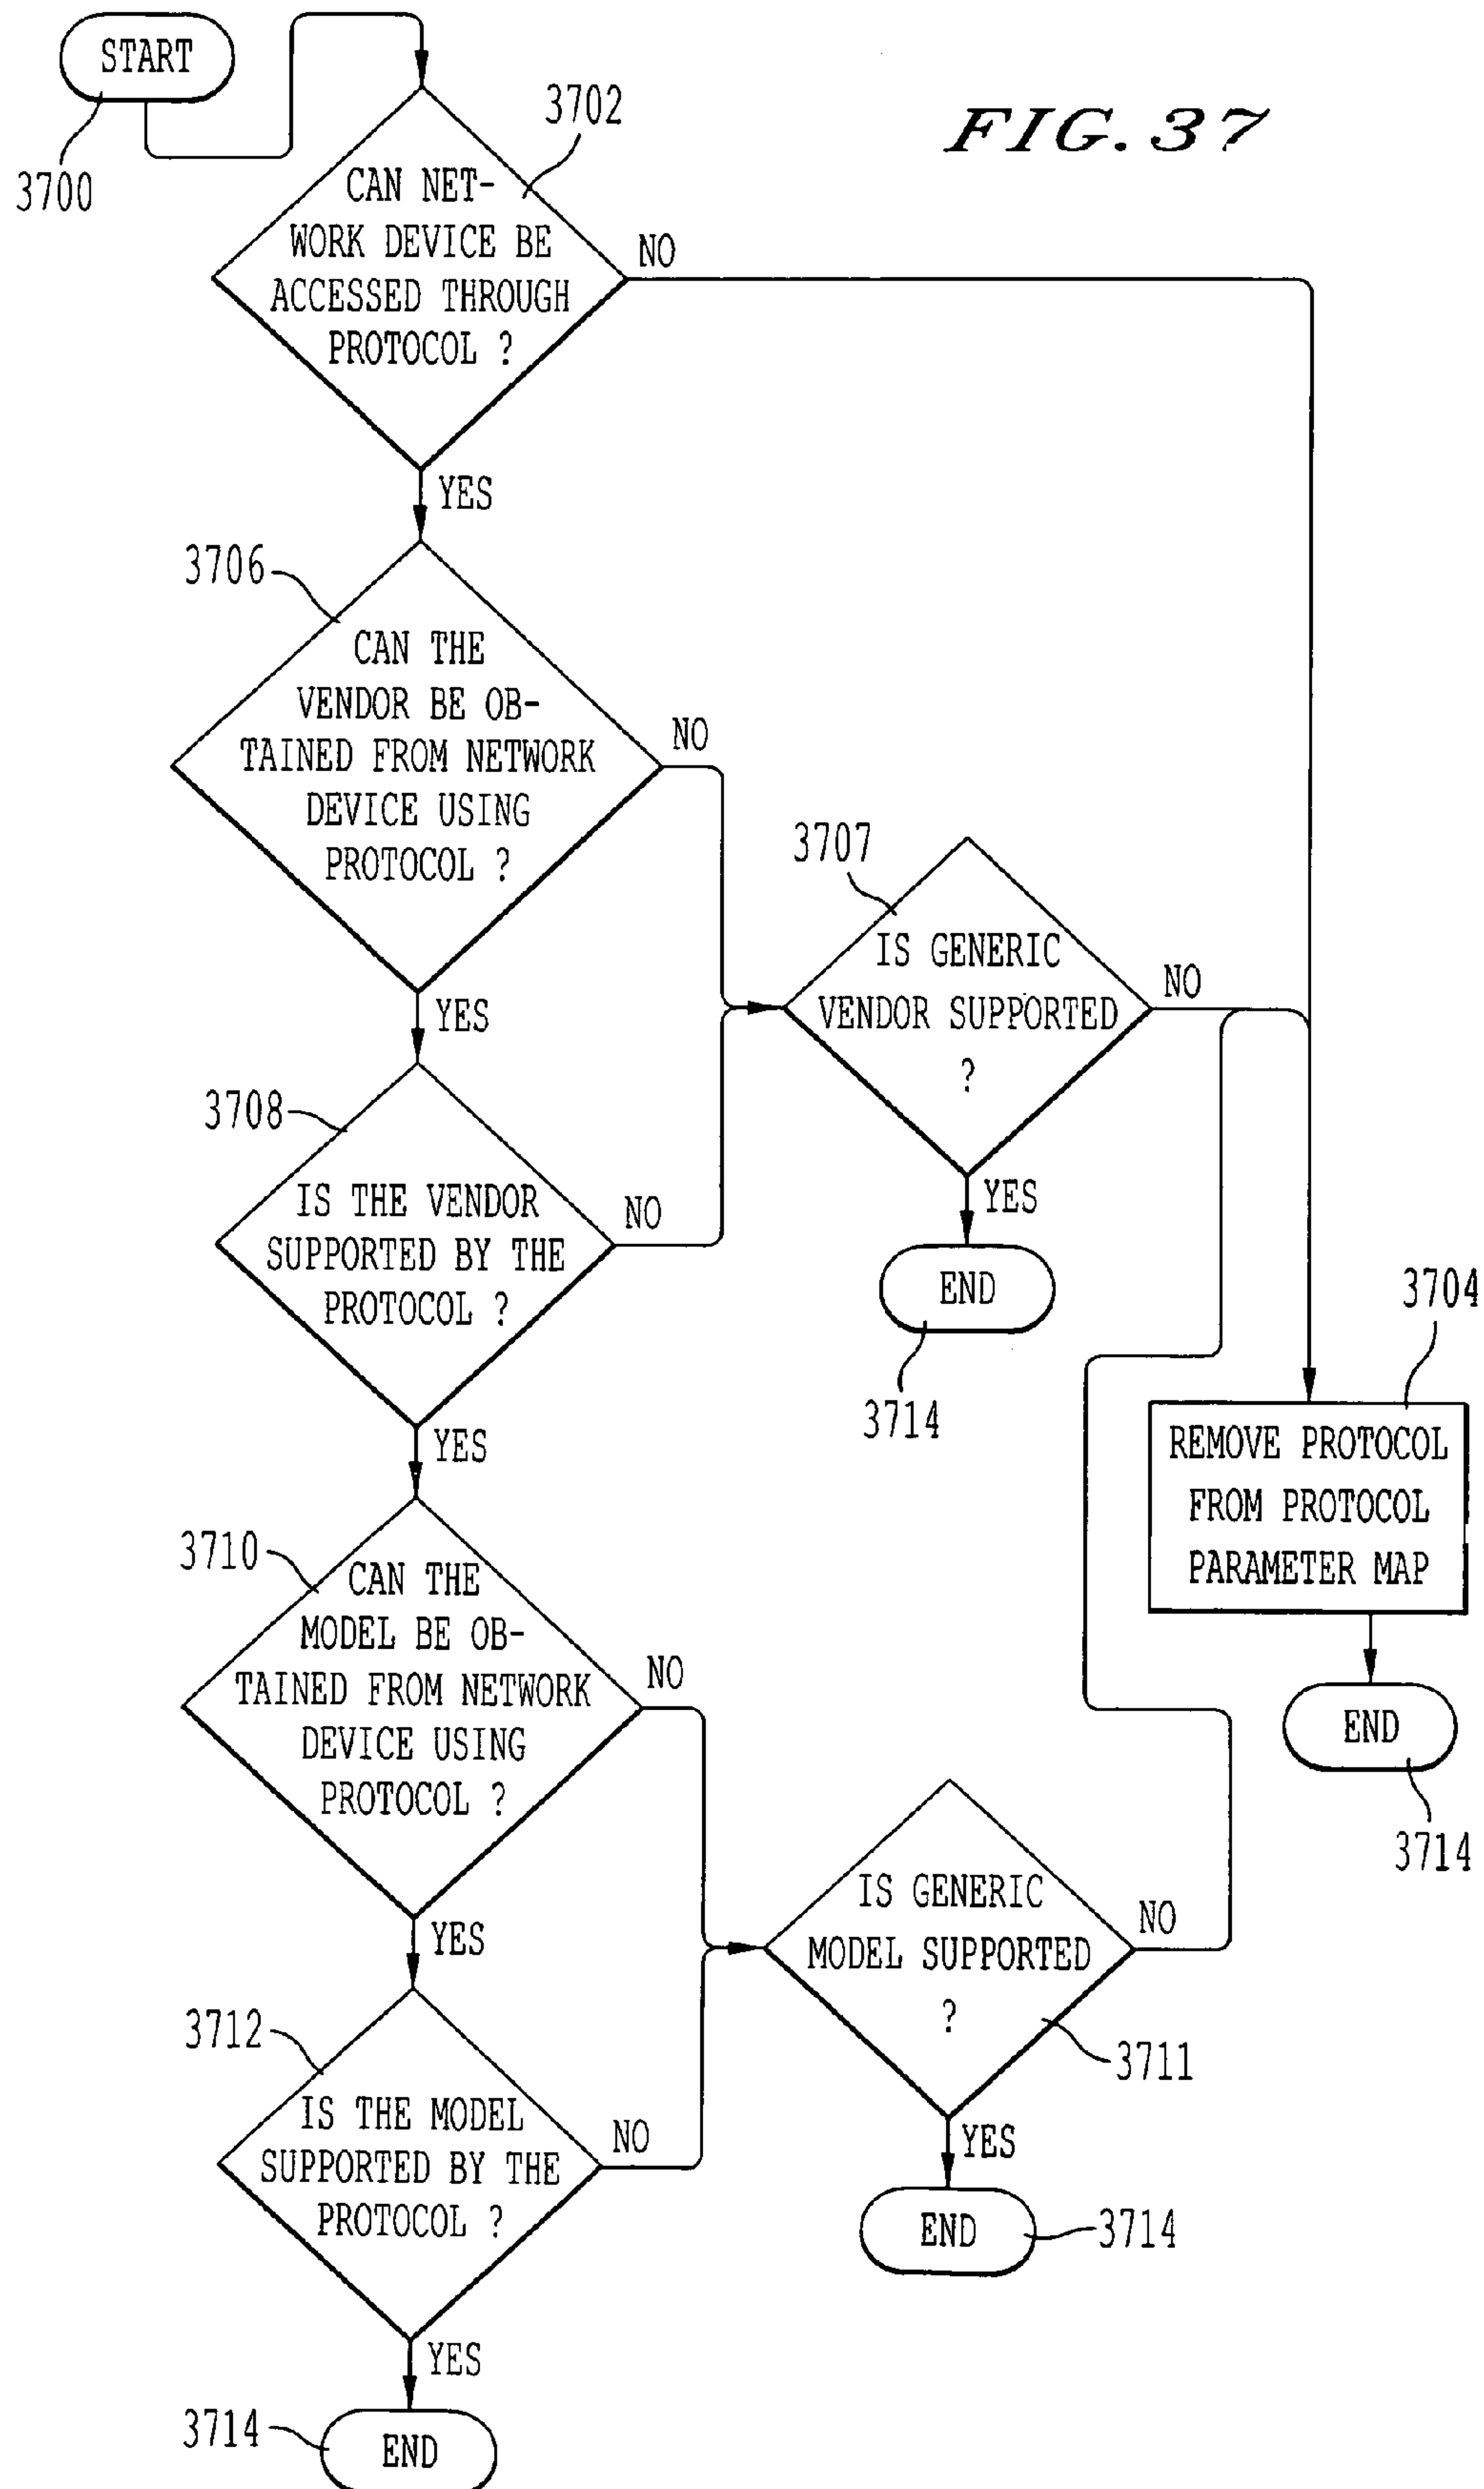 START
3700
FIG. 37
3702
CAN NET-
WORK DEVICE BE
ACCESSED THROUGH
PROTOCOL ?
NO
YES
3706
CAN THE
VENDOR BE OB-
TAINED FROM NETWORK
DEVICE USING
PROTOCOL ?
NO
YES
3707
IS GENERIC
VENDOR SUPPORTED
?
NO
YES
END
3714
3708
IS THE VENDOR
SUPPORTED BY THE
PROTOCOL ?
NO
YES
3704
REMOVE PROTOCOL
FROM PROTOCOL
PARAMETER MAP
END
3714
3710
CAN THE
MODEL BE OB-
TAINED FROM NETWORK
DEVICE USING
PROTOCOL ?
NO
YES
IS GENERIC
MODEL SUPPORTED
?
3711
NO
YES
END
3714
3712
IS THE MODEL
SUPPORTED BY THE
PROTOCOL ?
NO
YES
3714
END